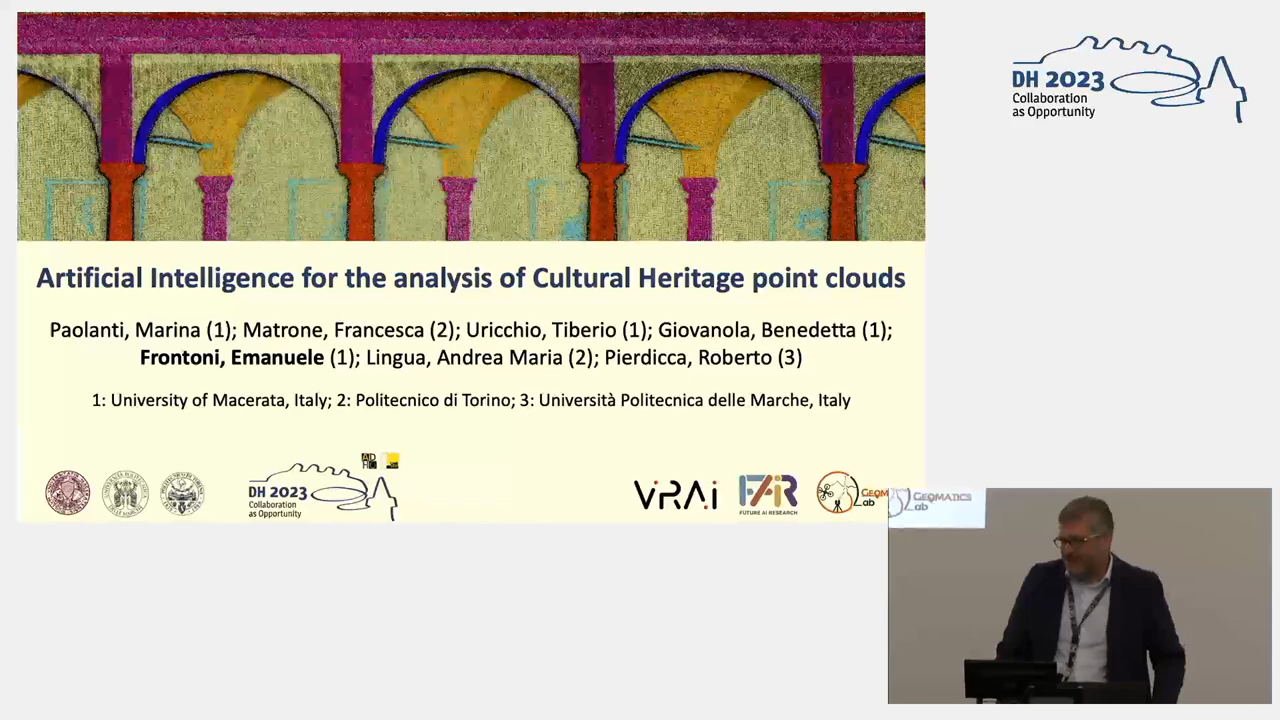 DH 2023
Collaboration
as Opportunity
Artificial Intelligence for the analysis of Cultural Heritage point clouds
Paolanti, Marina (1); Matrone, Francesca (2); Uricchio, Tiberio (1); Giovanola, Benedetta (1);
Frontoni, Emanuele (1); Lingua, Andrea Maria (2); Pierdicca, Roberto (3)
1: University of Macerata, Italy; 2: Politecnico di Torino; 3: Università Politecnica delle Marche, Italy
DH 2023
Collaboration
as Opportunity
ViRAi
FAIR
FUTURE AI RESEARCH
GEOM
Lab
GEOMATICS
Lab